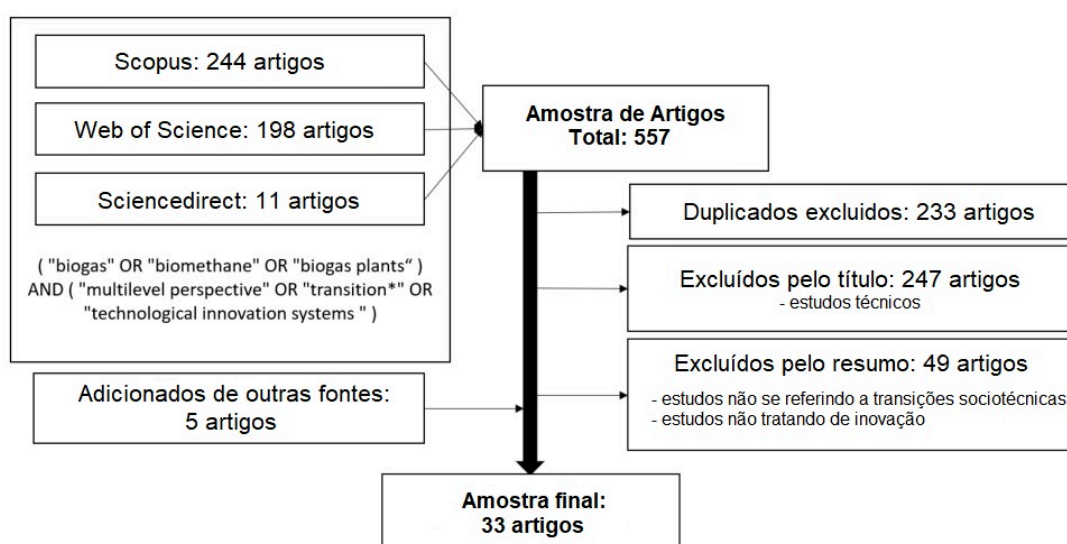 Scopus: 244 artigos
Web of Science: 198 artigos
Sciencedirect: 11 artigos
( "biogas" OR "biomethane" OR "biogas plants“ )
AND ( "multilevel perspective" OR "transition*" OR
"technological innovation systems " )
Adicionados de outras fontes:
5 artigos
Amostra de Artigos
Total: 557
Duplicados excluidos: 233 artigos
Excluídos pelo título: 247 artigos
- estudos técnicos
Excluídos pelo resumo: 49 artigos
- estudos não se referindo a transições sociotécnicas
- estudos não tratando de inovação
Amostra final:
33 artigos